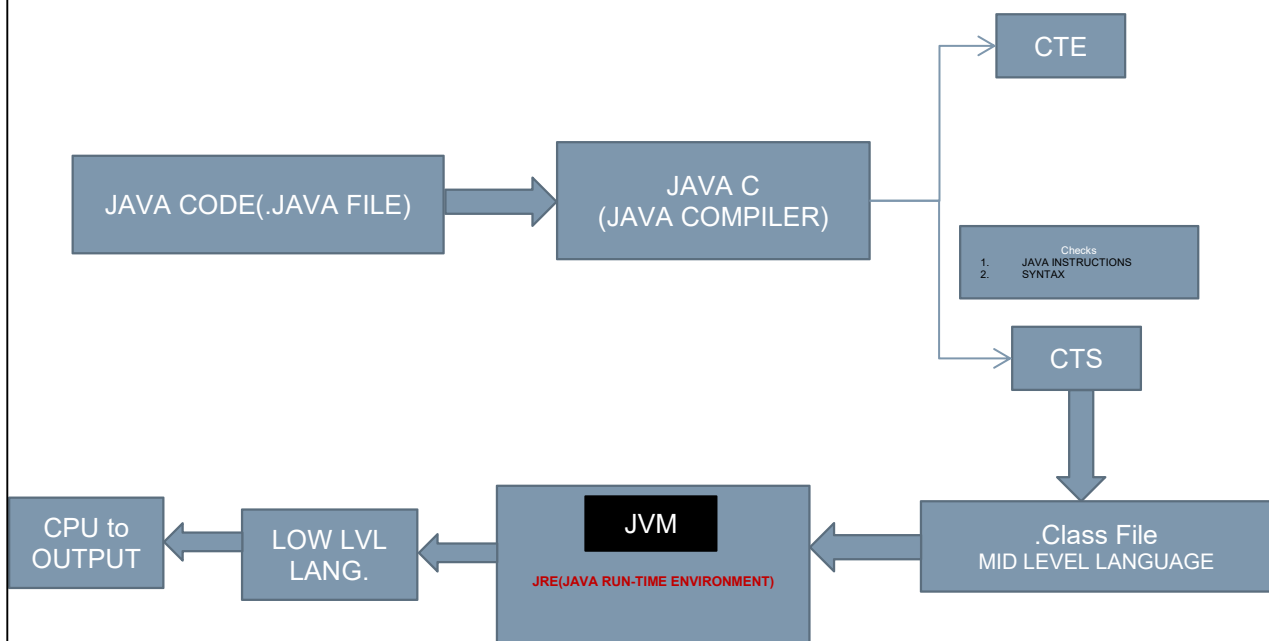 CTE
JAVA CODE(.JAVA FILE)
JAVA C
(JAVA COMPILER)
Checks
1. JAVA INSTRUCTIONS
2. SYNTAX
CTS
.Class File
MID LEVEL LANGUAGE
JVM
JRE(JAVA RUN-TIME ENVIRONMENT)
LOW LVL
LANG.
CPU to
OUTPUT